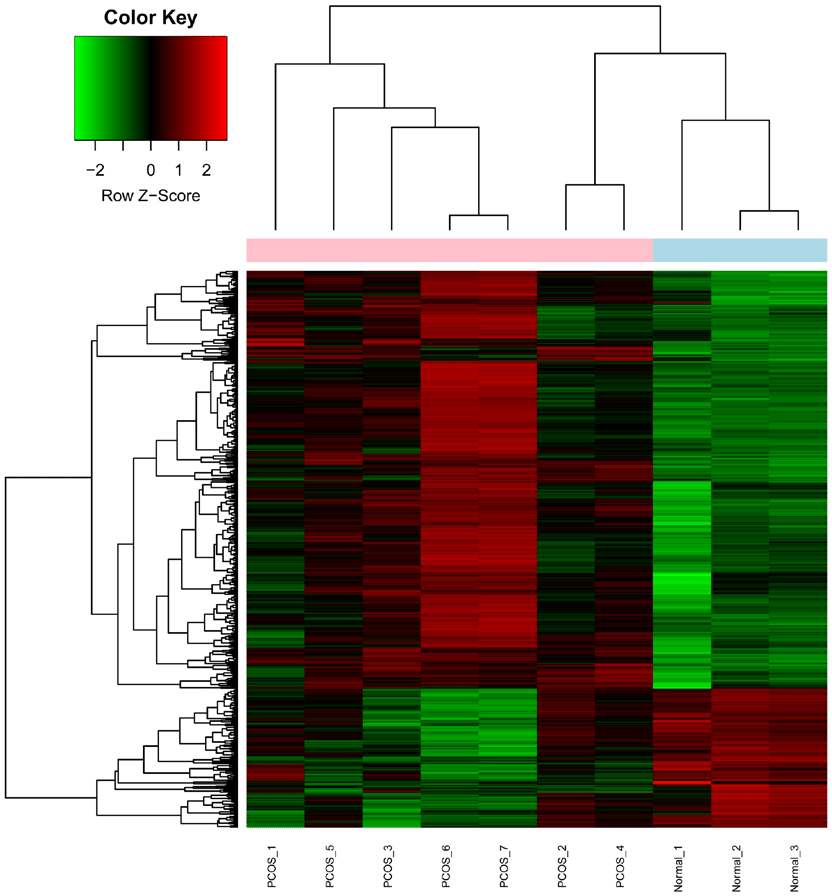 Color Key
−2 0 1 2
Row Z−Score
PCOS_1 PCOS_5 PCOS_3 PCOS_6 PCOS_7 PCOS_2 PCOS_4 Normal_1 Normal_2 Normal_3